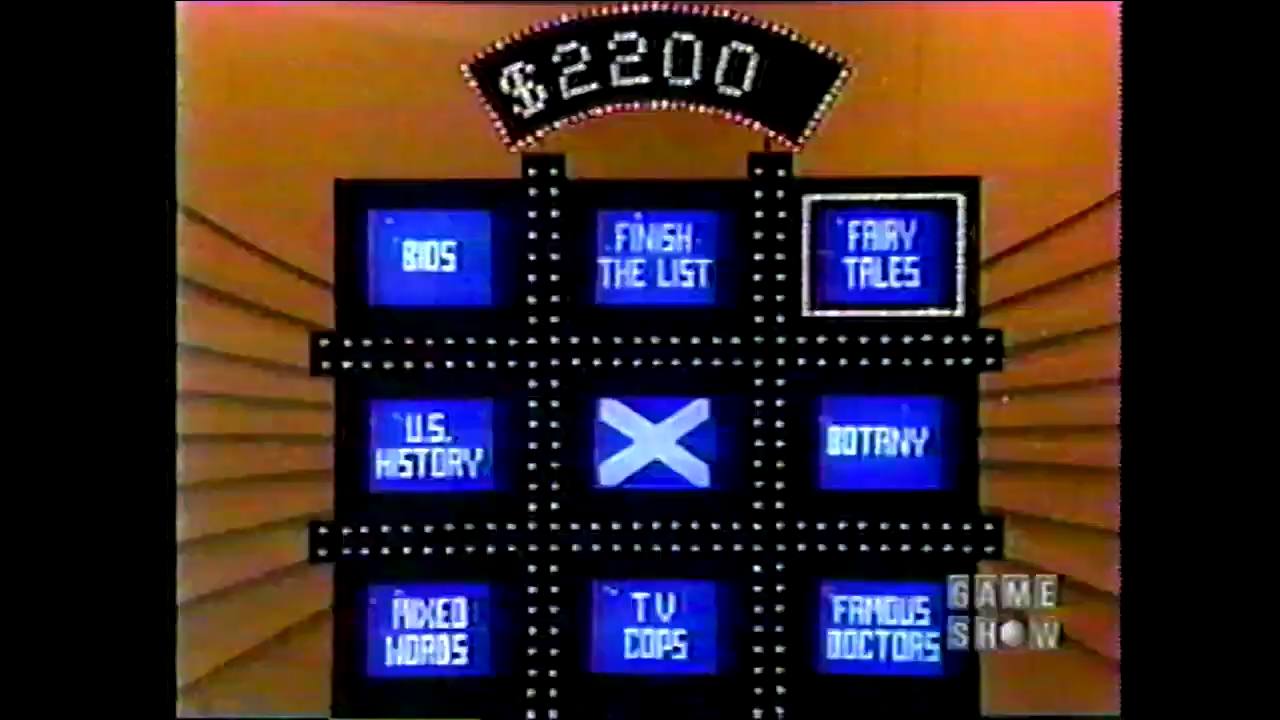 $2200
BIOS
FINISH
THE LIST
FAIRY
TALES
U.S.
HISTORY
X
BOTANY
MIXED
WORDS
TV
COPS
FAMOUS
DOCTORS
GAME
SHOW